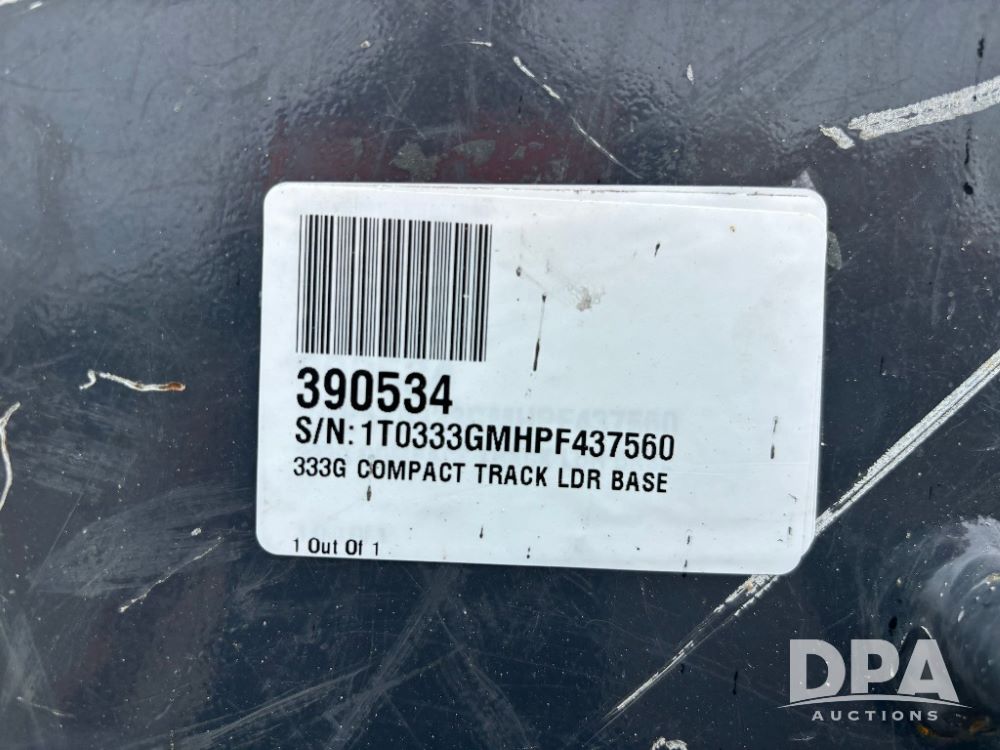 390534
S/N: 1T0333GMHPF437560
333G COMPACT TRACK LDR BASE
1 Out Of 1
DPA
AUCTIONS